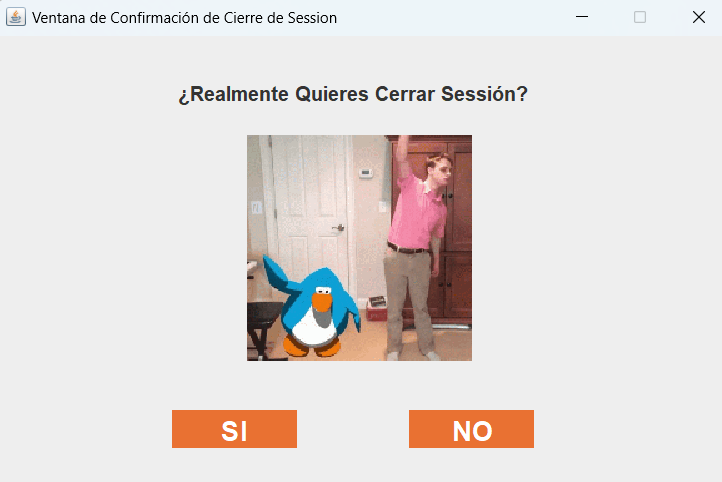 Ventana de Confirmación de Cierre de Session
¿Realmente Quieres Cerrar Sessión?
SI
NO